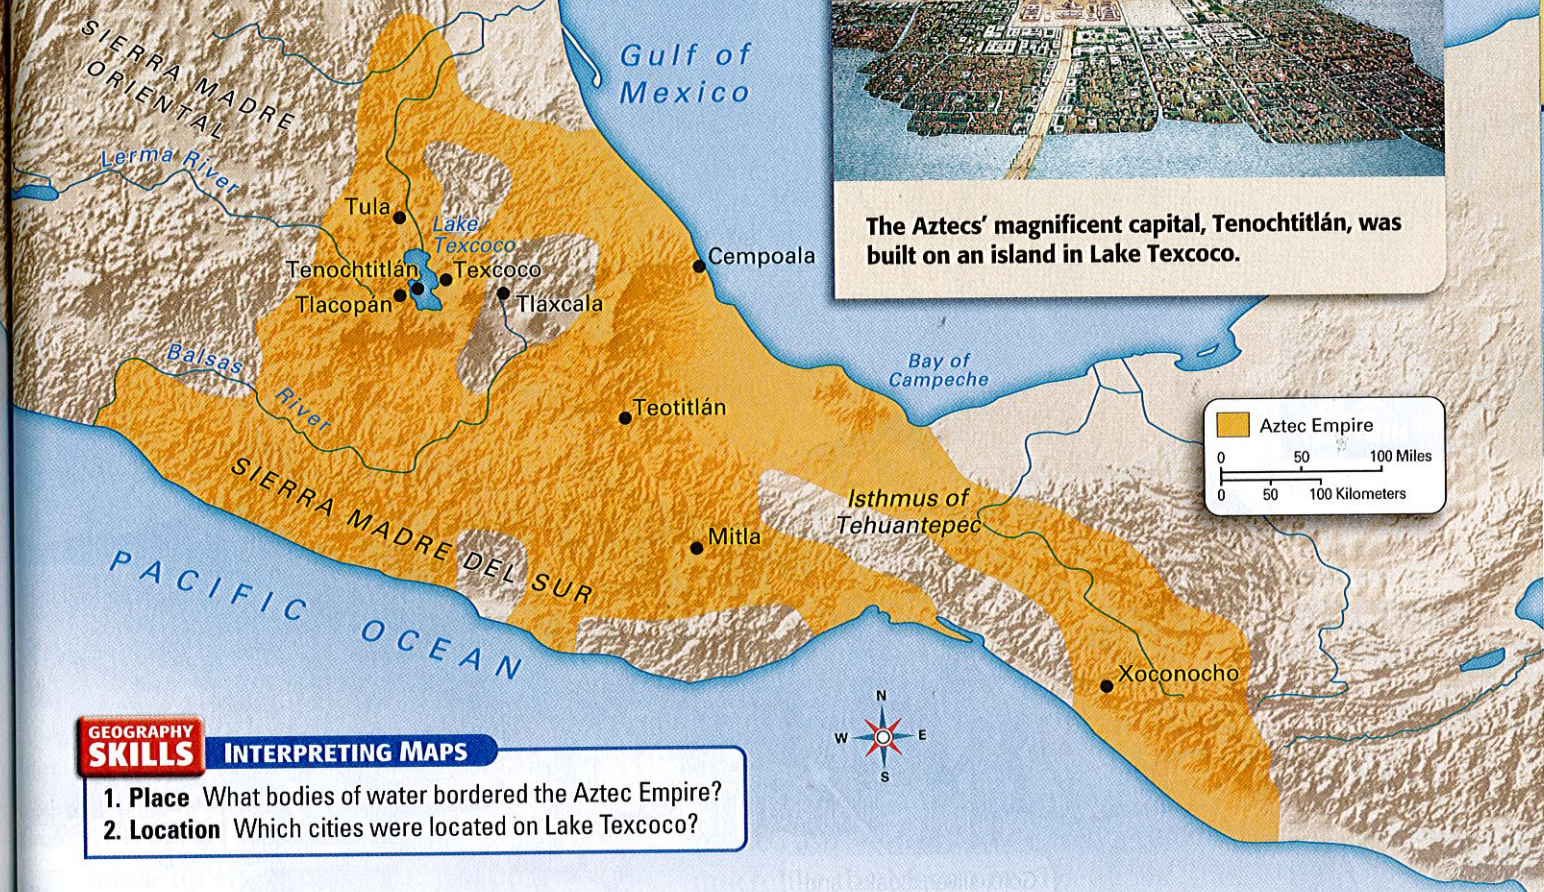 SIERRA MADRE
ORIENTAL
Gulf of
Mexico
Lerma River
Tula
Lake
Texcoco
Tenochtitlán
Texcoco
Tlacopán
Tlaxcala
Cempoala
The Aztecs’ magnificent capital, Tenochtitlán, was
built on an island in Lake Texcoco.
Balsas
River
Bay of
Campeche
Teotitlán
Aztec Empire
0 50 100 Miles
0 50 100 Kilometers
SIERRA MADRE DEL SUR
Isthmus of
Tehuantepec
Mitla
PACIFIC OCEAN
Xoconocho
N
W E
S
GEOGRAPHY
SKILLS
INTERPRETING MAPS
1. Place What bodies of water bordered the Aztec Empire?
2. Location Which cities were located on Lake Texcoco?